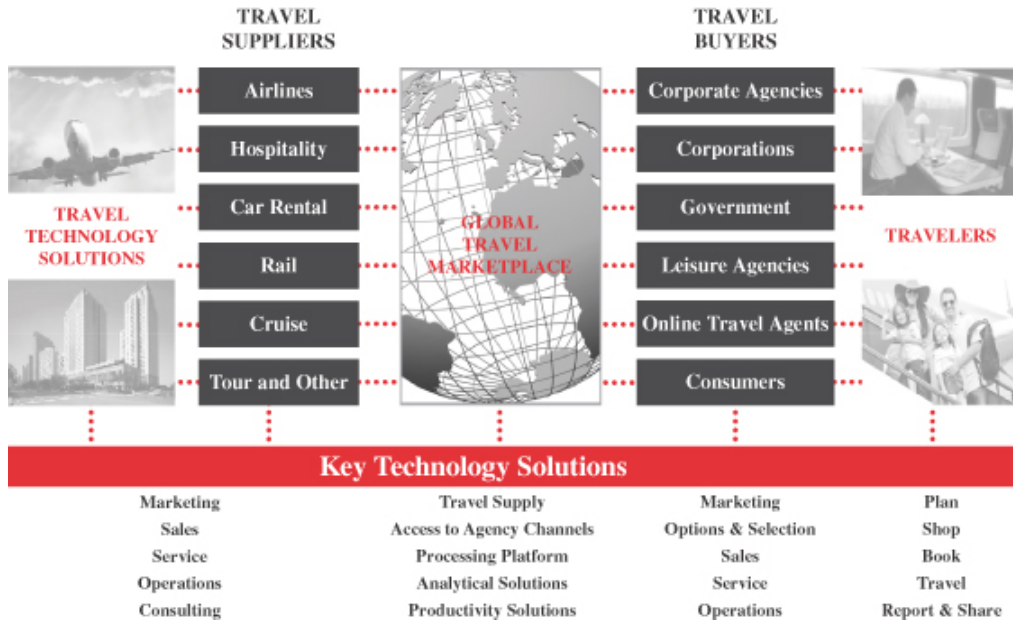 TRAVEL
SUPPLIERS
TRAVEL
BUYERS
Airlines
Hospitality
Car Rental
Rail
Cruise
Tour and Other
TRAVEL
TECHNOLOGY
SOLUTIONS
GLOBAL
TRAVEL
MARKETPLACE
Corporate Agencies
Corporations
Government
Leisure Agencies
Online Travel Agents
Consumers
TRAVELERS
Key Technology Solutions
Marketing
Sales
Service
Operations
Consulting
Travel Supply
Access to Agency Channels
Processing Platform
Analytical Solutions
Productivity Solutions
Marketing
Options & Selection
Sales
Service
Operations
Plan
Shop
Book
Travel
Report & Share